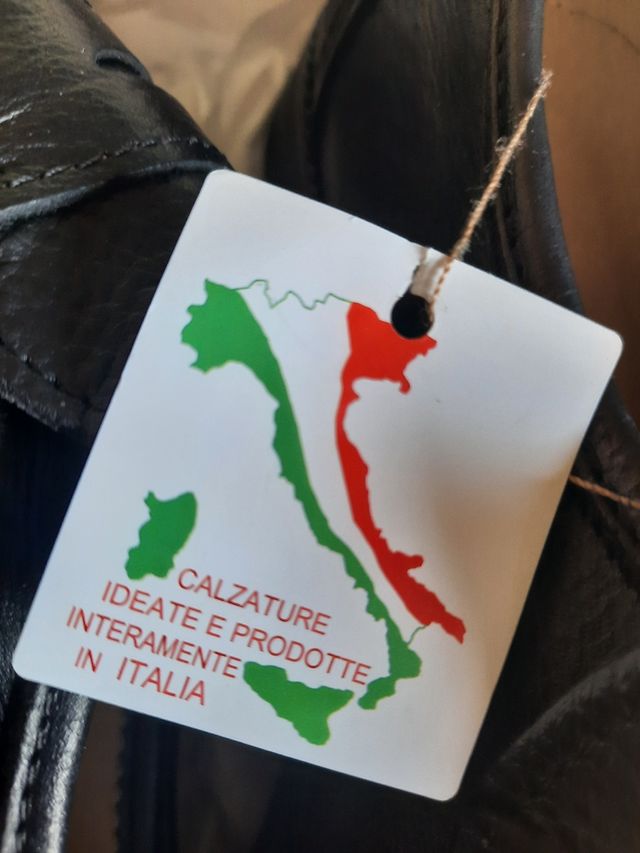 CALZATURE
IDEATE E PRODOTTE
INTERAMENTE
IN ITALIA